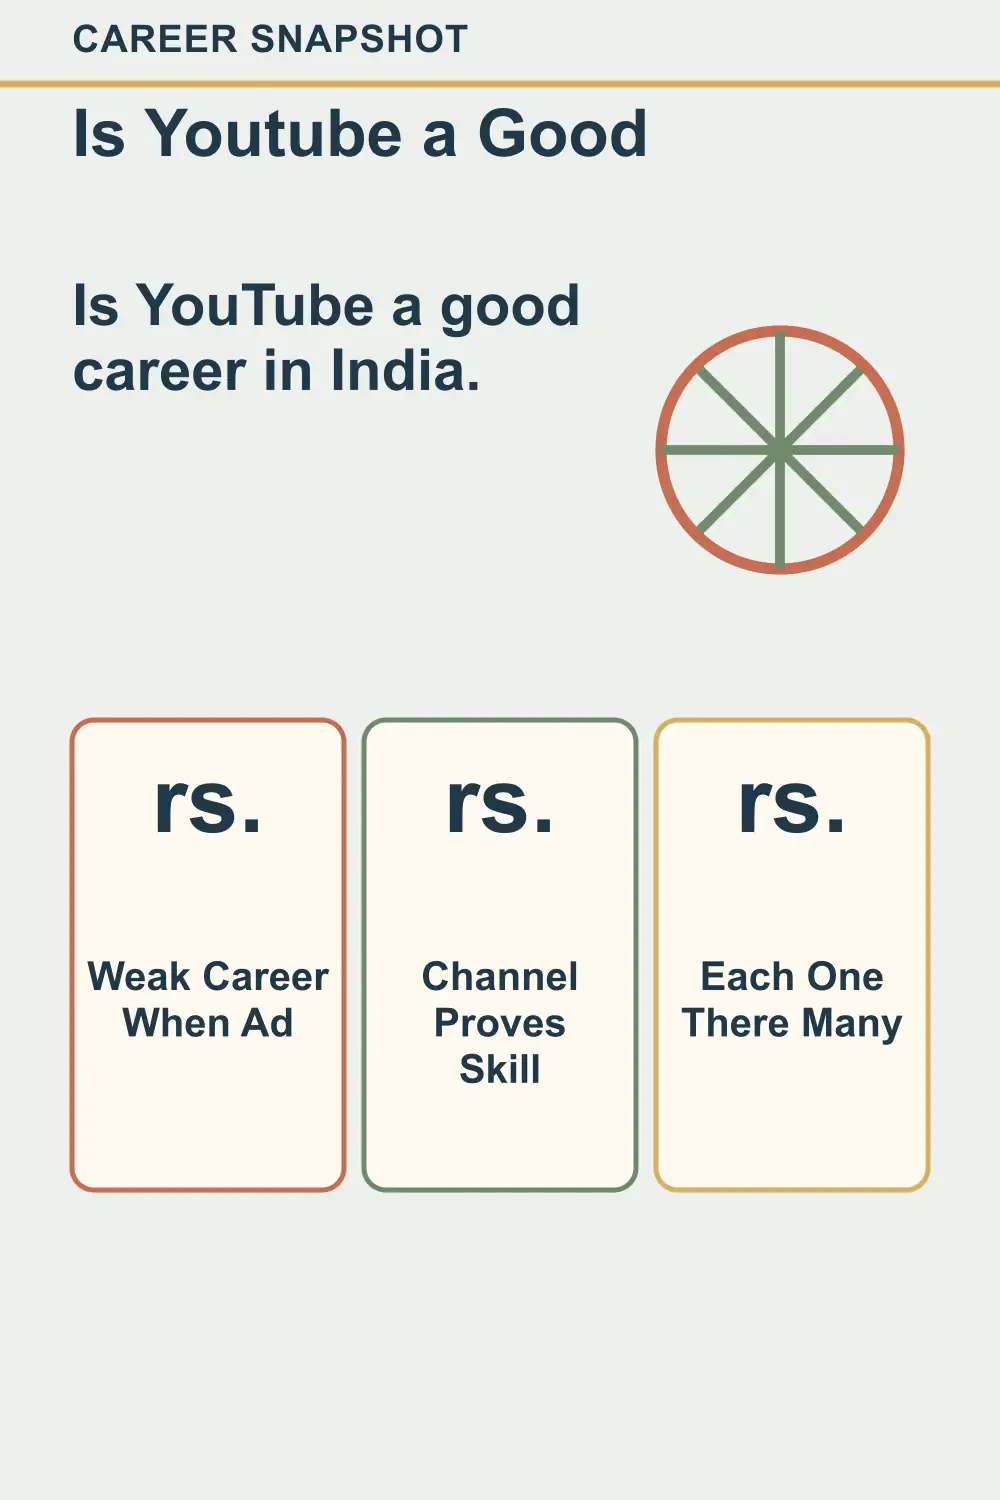 CAREER SNAPSHOT
Is Youtube a Good
Is YouTube a good
career in India.
rs.
Weak Career
When Ad
rs.
Channel
Proves
Skill
rs.
Each One
There Many